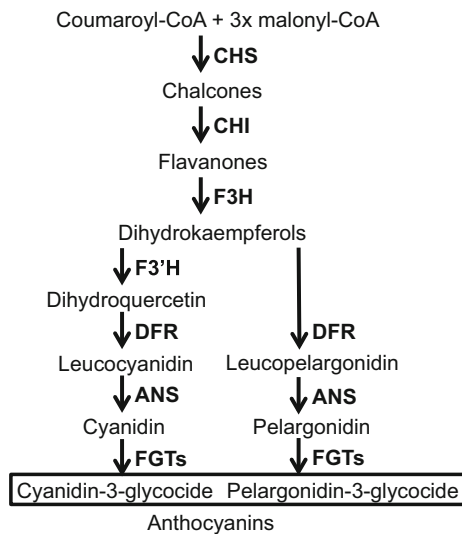 Coumaroyl-CoA + 3x malonyl-CoA
CHS
Chalcones
CHI
Flavanones
F3H
Dihydrokaempferols
F3’H
Dihydroquercetin
DFR DFR
Leucocyanidin Leucopelargonidin
ANS ANS
Cyanidin Pelargonidin
FGTs FGTs
Cyanidin-3-glycocide Pelargonidin-3-glycocide
Anthocyanins